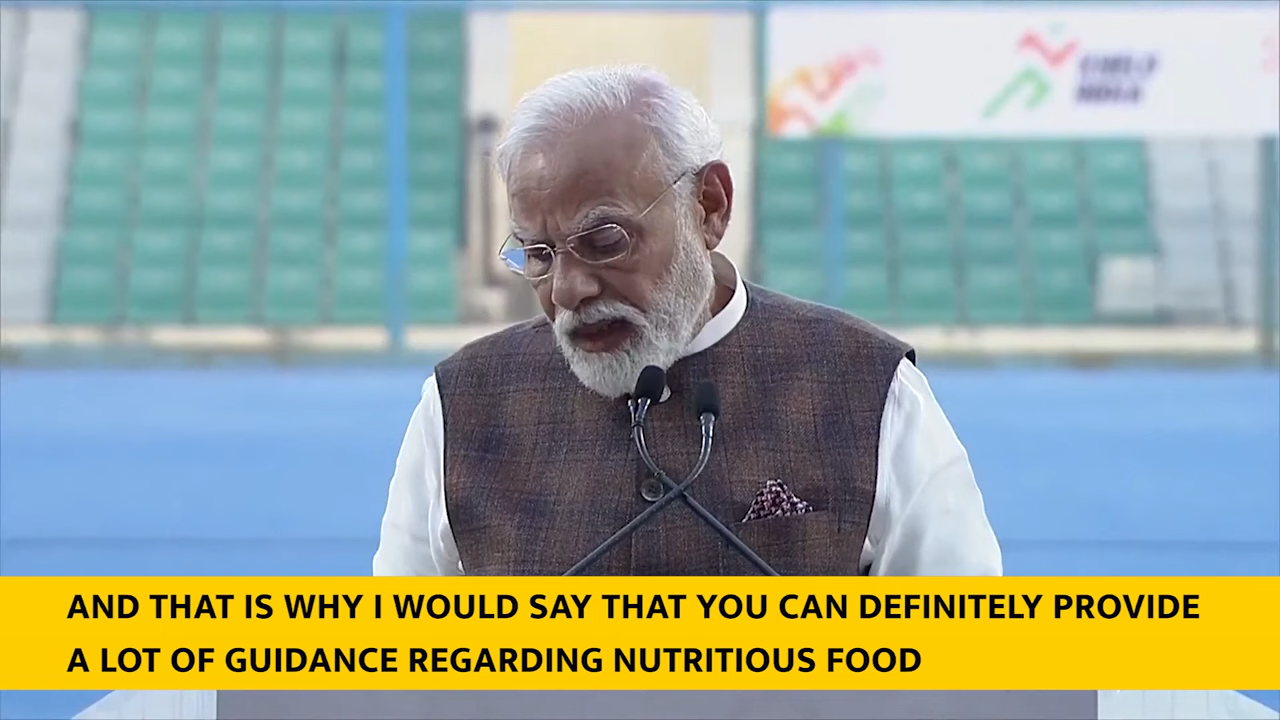 AND THAT IS WHY I WOULD SAY THAT YOU CAN DEFINITELY PROVIDE
A LOT OF GUIDANCE REGARDING NUTRITIOUS FOOD